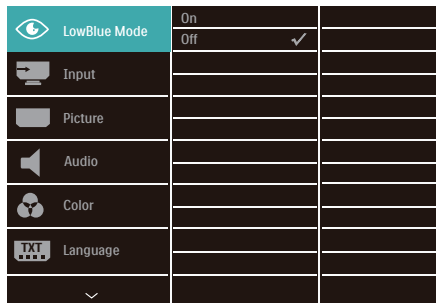 LowBlue Mode
On
Off
Input
Picture
Audio
Color
TXT
Language